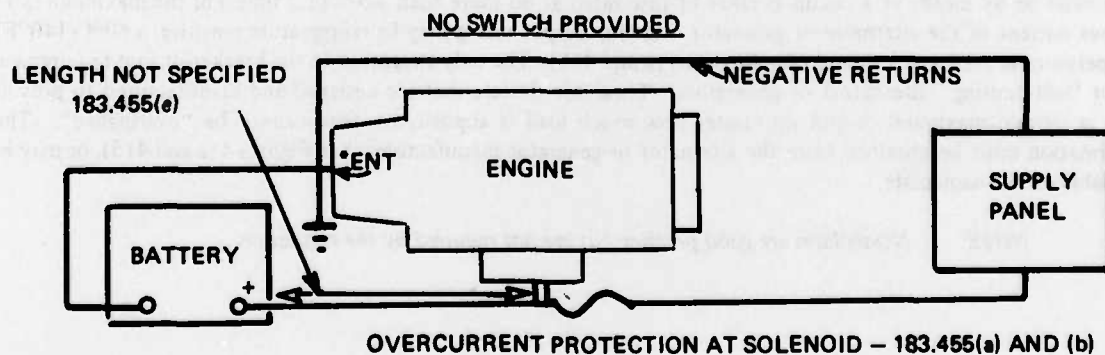 NO SWITCH PROVIDED
LENGTH NOT SPECIFIED
183.455(e)
NEGATIVE RETURNS
*ENT
ENGINE
SUPPLY
PANEL
BATTERY
+
OVERCURRENT PROTECTION AT SOLENOID – 183.455(a) AND (b)